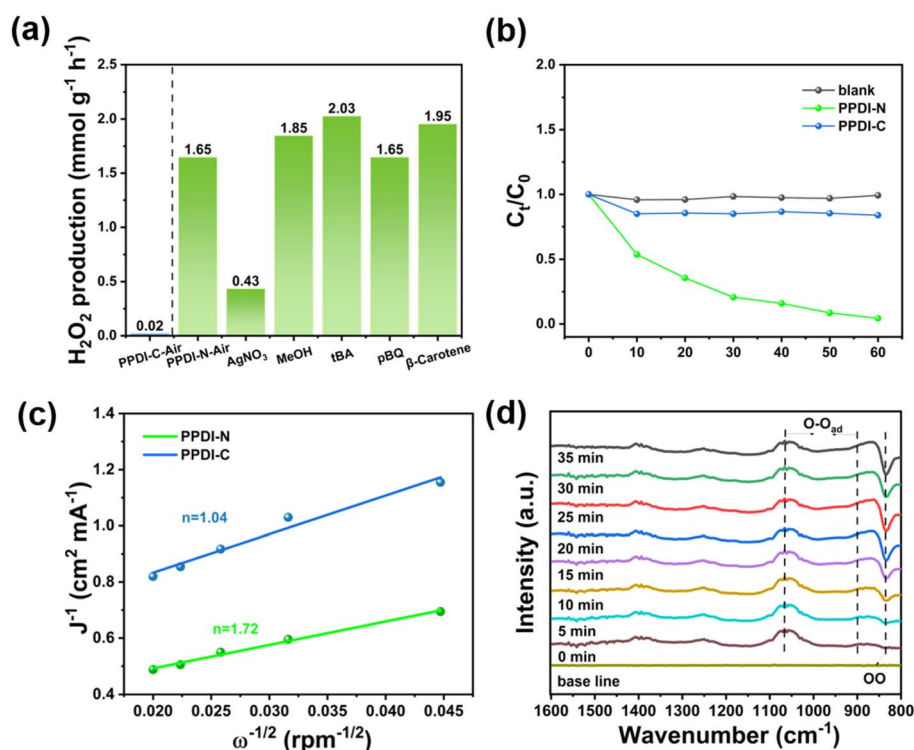 (a)
H₂O₂ production (mmol g⁻¹ h⁻¹)
2.5
2.0
1.5
1.0
0.5
0.0
0.02
1.65
0.43
1.85
2.03
1.65
1.95
PPDI-C-Air
PPDI-N-Air
AgNO₃
MeOH
tBA
pBQ
β-Carotene
(b)
Cₜ/C₀
2.0
1.5
1.0
0.5
0.0
blank
PPDI-N
PPDI-C
0 10 20 30 40 50 60
(c)
J⁻¹ (cm² mA⁻¹)
1.4
1.2
1.0
0.8
0.6
0.4
PPDI-N
PPDI-C
n=1.04
n=1.72
0.020 0.025 0.030 0.035 0.040 0.045
ω⁻¹/² (rpm⁻¹/²)
(d)
Intensity (a.u.)
O-Oad
35 min
30 min
25 min
20 min
15 min
10 min
5 min
0 min
base line
OO
1600 1500 1400 1300 1200 1100 1000 900 800
Wavenumber (cm⁻¹)